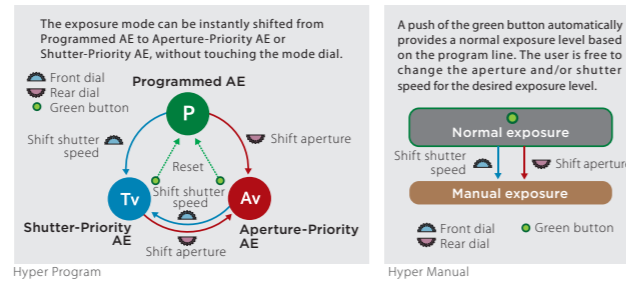 The exposure mode can be instantly shifted from
Programmed AE to Aperture-Priority AE or
Shutter-Priority AE, without touching the mode dial.
Front dial
Rear dial
Green button
Programmed AE
P
Shift shutter
speed
Shift aperture
Reset
Tv
Shift shutter
speed
Av
Shutter-Priority
AE
Aperture-Priority
AE
Shift aperture
Hyper Program
A push of the green button automatically
provides a normal exposure level based
on the program line. The user is free to
change the aperture and/or shutter
speed for the desired exposure level.
Normal exposure
Shift shutter
speed
Shift apertur
Manual exposure
Front dial
Rear dial
Green button
Hyper Manual